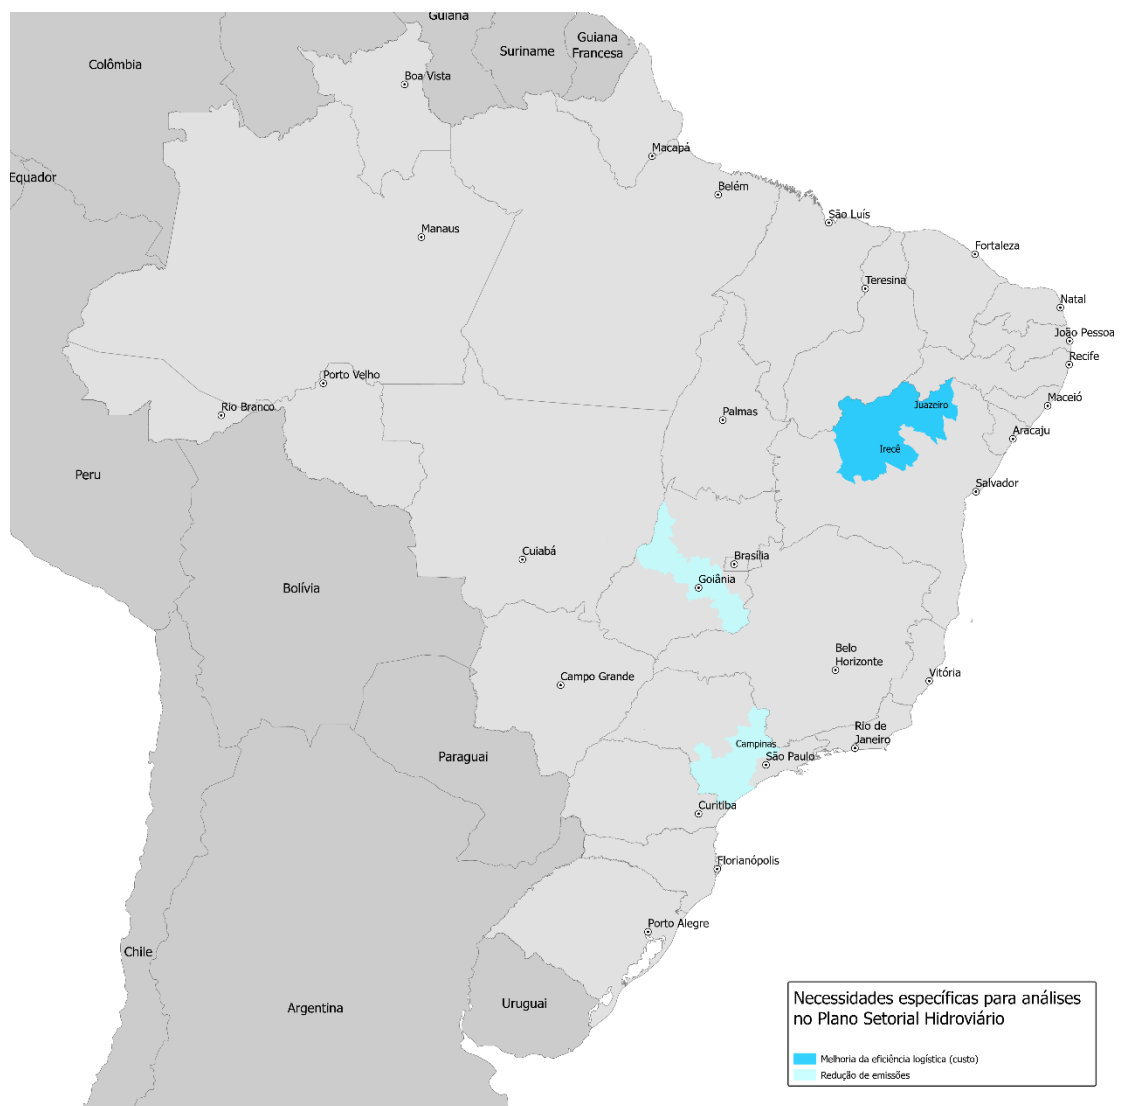 Guiana
Guiana
Francesa
Suriname
Colômbia
Boa Vista
Macapá
Equador
Belém
São Luís
Manaus
Fortaleza
Teresina
Natal
João Pessoa
Recife
Porto Velho
Maceió
Rio Branco
Juazeiro
Palmas
Aracaju
Irecê
Peru
Salvador
Cuiabá
Brasília
Goiânia
Bolívia
Belo
Horizonte
Vitória
Campo Grande
Rio de
Janeiro
Campinas
São Paulo
Paraguai
Curitiba
Florianópolis
Porto Alegre
Chile
Uruguai
Argentina
Necessidades específicas para análises
no Plano Setorial Hidroviário
Melhoria da eficiência logística (custo)
Redução de emissões